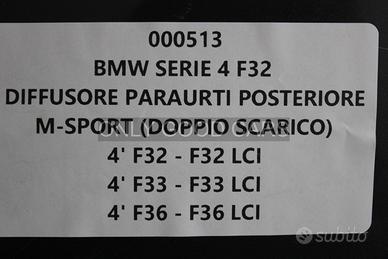 000513
BMW SERIE 4 F32
DIFFUSORE PARAURTI POSTERIORE
M-SPORT (DOPPIO SCARICO)
4' F32 - F32 LCI
4' F33 - F33 LCI
4' F36 - F36 LCI
subito